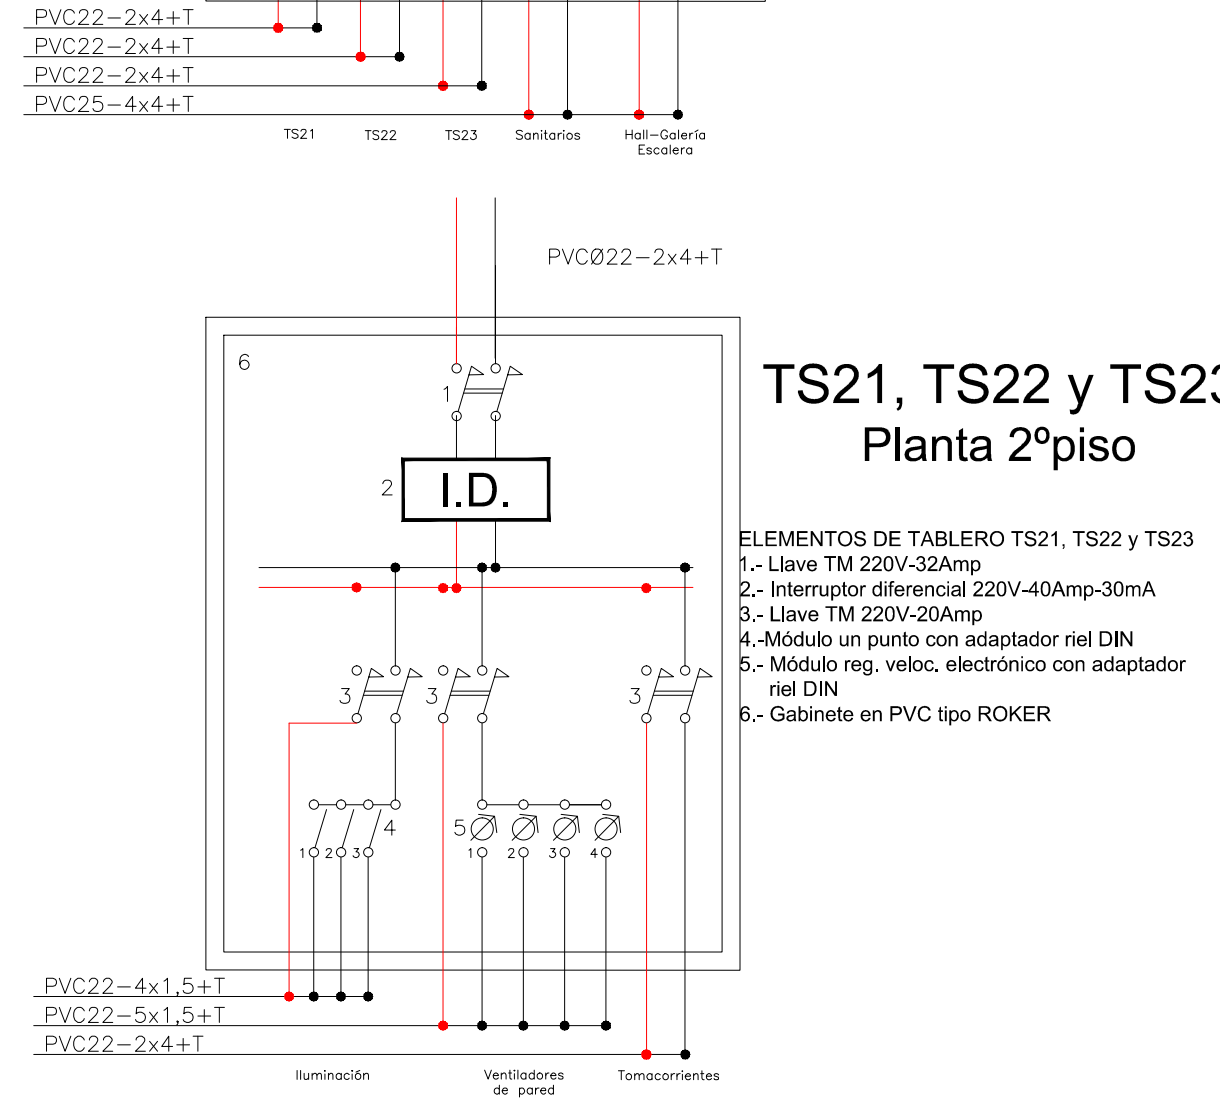 PVC22-2x4+T
PVC22-2x4+T
PVC22-2x4+T
PVC25-4x4+T
TS21
TS22
TS23
Sanitarios
Hall-Galería
Escalera
PVCØ22-2x4+T
6
1
TS21, TS22 y TS23
Planta 2ºpiso
2
I.D.
ELEMENTOS DE TABLERO TS21, TS22 y TS23
1.- Llave TM 220V-32Amp
2.- Interruptor diferencial 220V-40Amp-30mA
3.- Llave TM 220V-20Amp
4.-Módulo un punto con adaptador riel DIN
5.- Módulo reg. veloc. electrónico con adaptador
riel DIN
6.- Gabinete en PVC tipo ROKER
3
3
3
4
5
1
2
3
1
2
3
4
PVC22-4x1,5+T
PVC22-5x1,5+T
PVC22-2x4+T
Iluminación
Ventiladores
de pared
Tomacorrientes